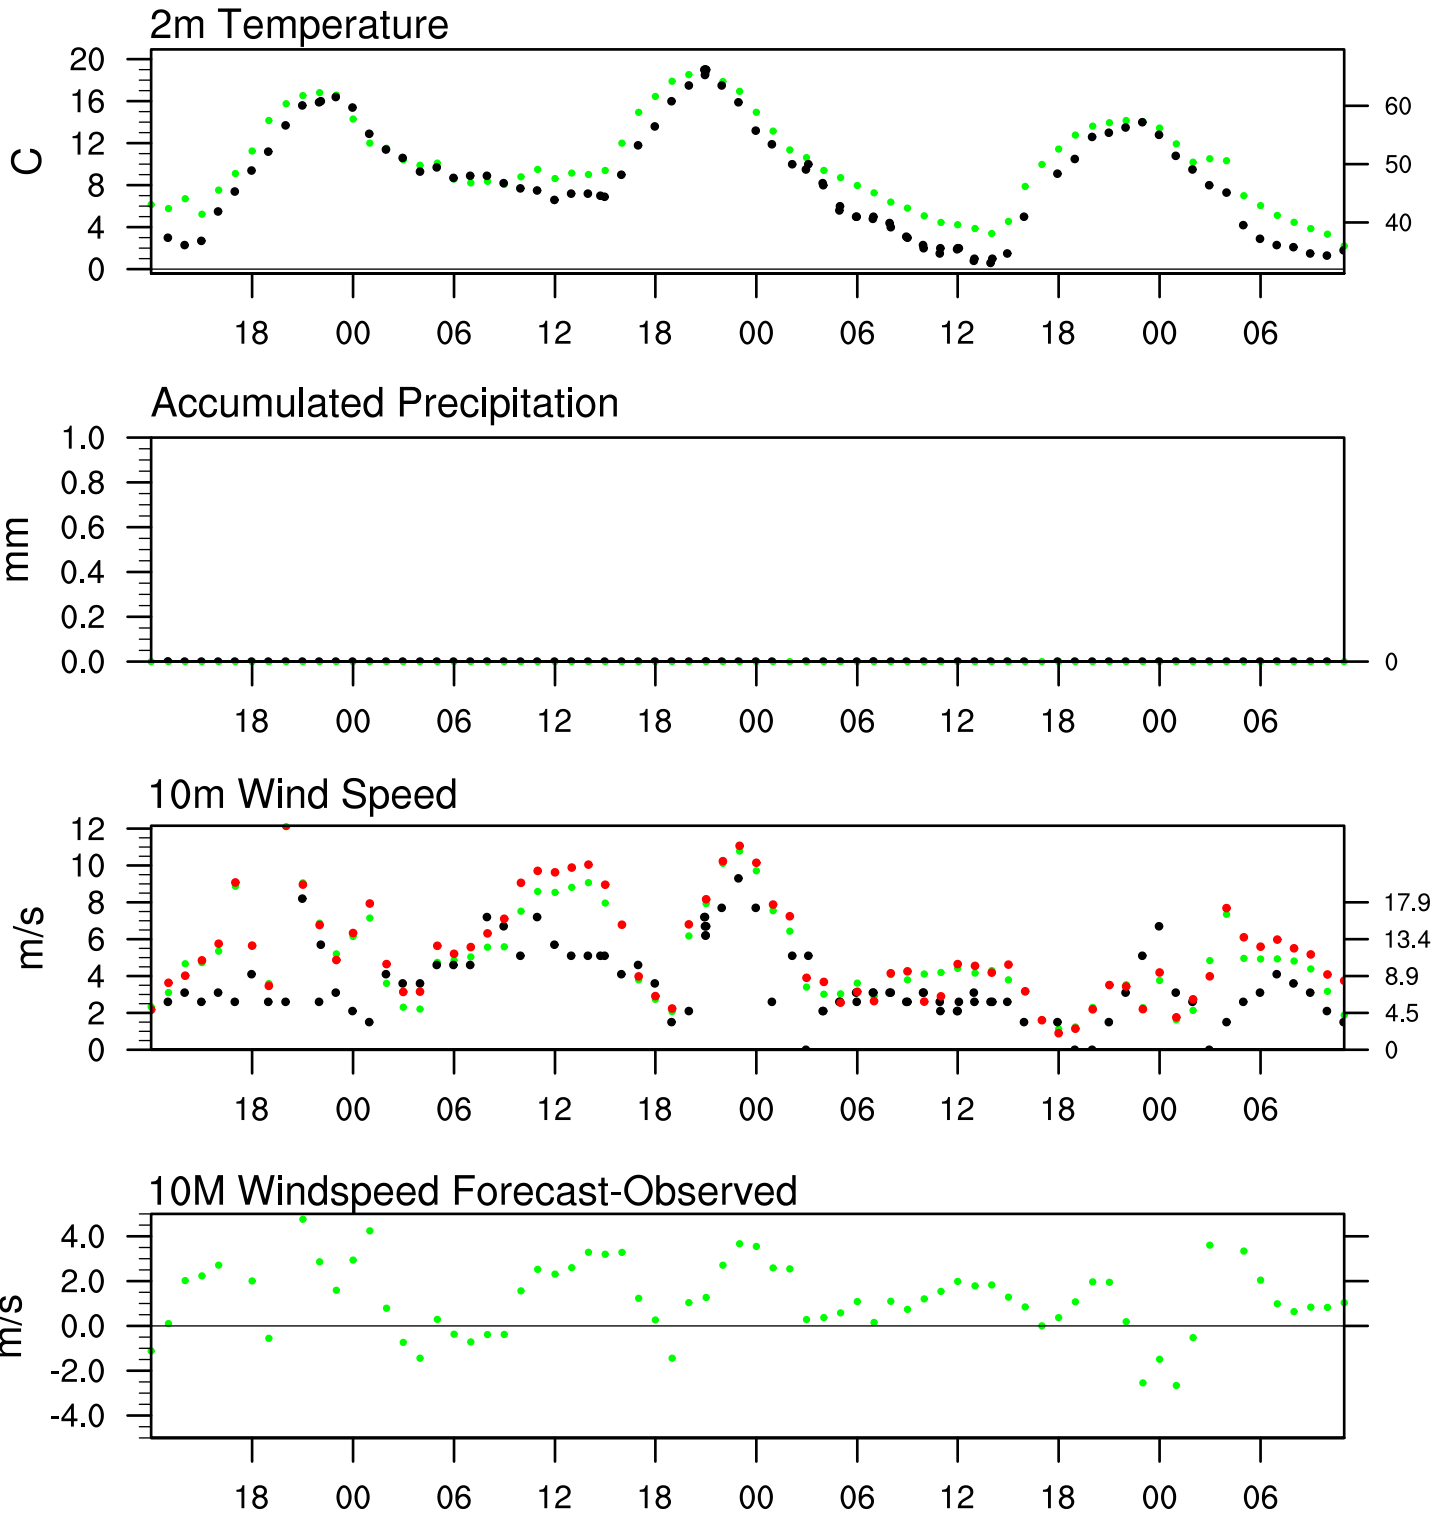 2m Temperature
20
16
12
8
4
0
C
60
50
40
18 00 06 12 18 00 06 12 18 00 06
Accumulated Precipitation
1.0
0.8
0.6
0.4
0.2
0.0
mm
0
18 00 06 12 18 00 06 12 18 00 06
10m Wind Speed
12
10
8
6
4
2
0
m/s
17.9
13.4
8.9
4.5
0
18 00 06 12 18 00 06 12 18 00 06
10M Windspeed Forecast-Observed
4.0
2.0
0.0
-2.0
-4.0
m/s
18 00 06 12 18 00 06 12 18 00 06